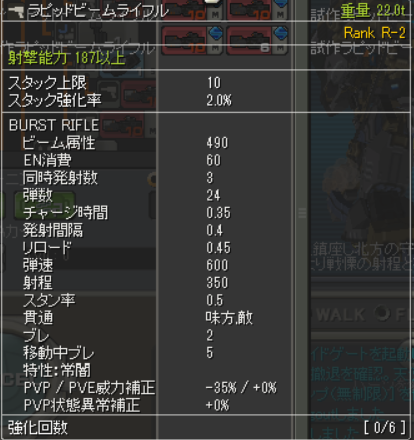 ラピッドビームライフル 重量 22.0t
Rank R-2
射撃能力 187以上
スタック上限 10
スタック強化率 2.0%
BURST RIFLE
ビーム属性 490
EN消費 60
同時発射数 3
弾数 24
チャージ時間 0.35
発射間隔 0.4
リロード 0.45
弾速 600
射程 350
スタン率 0.5
貫通 味方,敵
ブレ 2
移動中ブレ 5
特性:常闇
PVP / PVE威力補正 -35% / +0%
PVP状態異常補正 +0%
強化回数 [ 0/6 ]
WALK